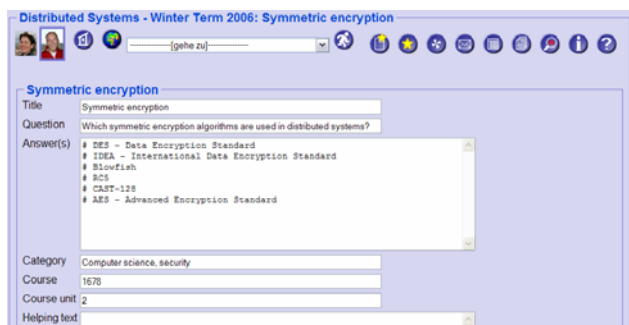 Distributed Systems - Winter Term 2006: Symmetric encryption
---------------[gehe zu]---------------
Symmetric encryption
Title Symmetric encryption
Question Which symmetric encryption algorithms are used in distributed systems?
Answer(s) # DES - Data Encryption Standard
# IDEA - International Data Encryption Standard
# Blowfish
# RC5
# CAST-128
# AES - Advanced Encryption Standard
Category Computer science, security
Course 1678
Course unit 2
Helping text